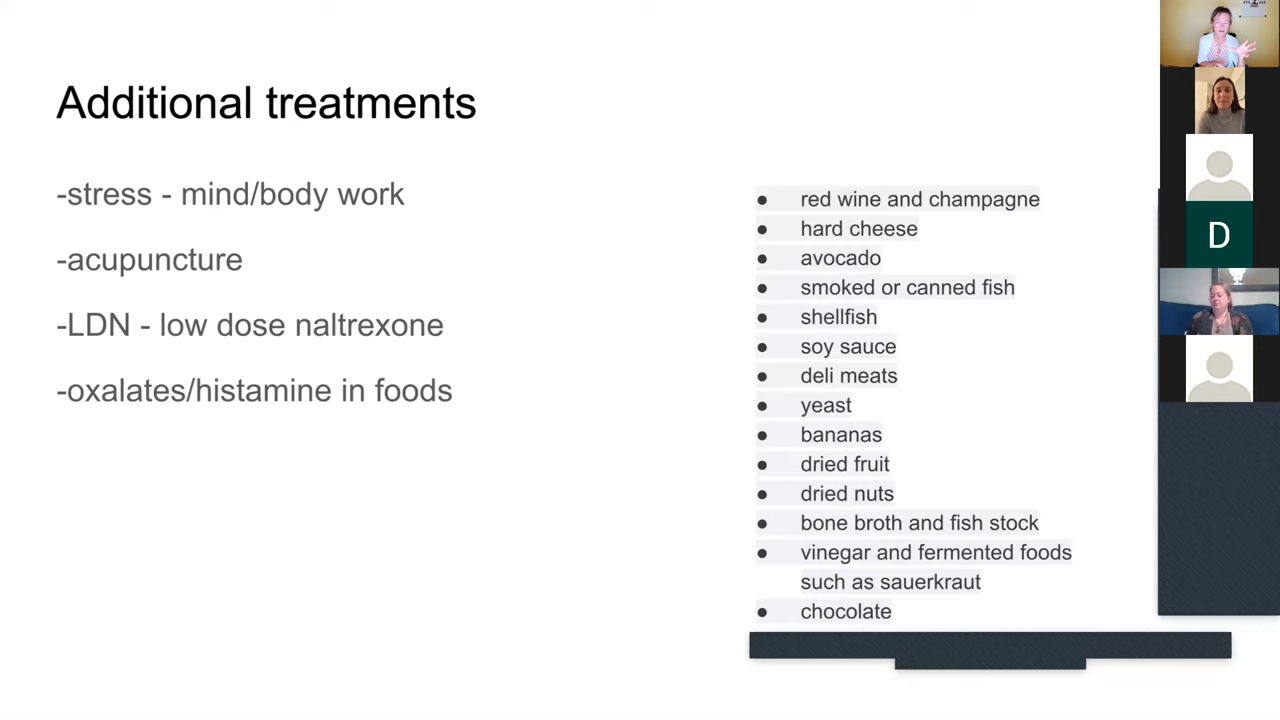 Additional treatments
-stress - mind/body work
-acupuncture
-LDN - low dose naltrexone
-oxalates/histamine in foods
● red wine and champagne
● hard cheese
● avocado
● smoked or canned fish
● shellfish
● soy sauce
● deli meats
● yeast
● bananas
● dried fruit
● dried nuts
● bone broth and fish stock
● vinegar and fermented foods
such as sauerkraut
● chocolate
D